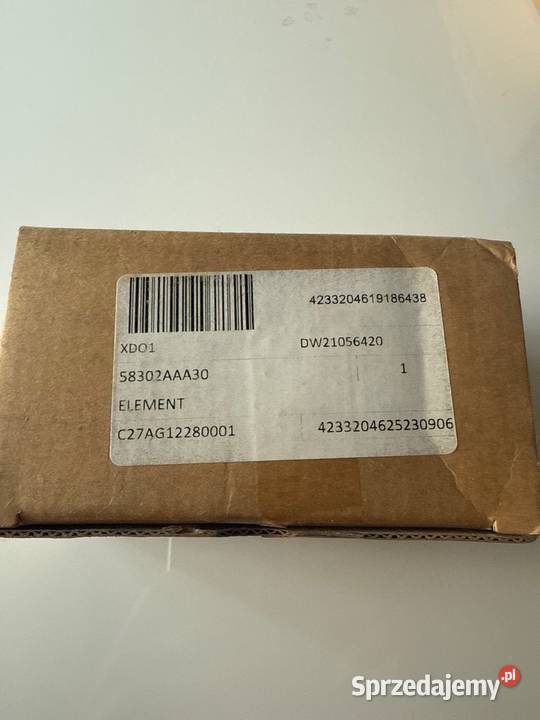 4233204619186438
XDO1 DW21056420
58302AAA30 1
ELEMENT
C27AG12280001 4233204625230906
Sprzedajemy.pl